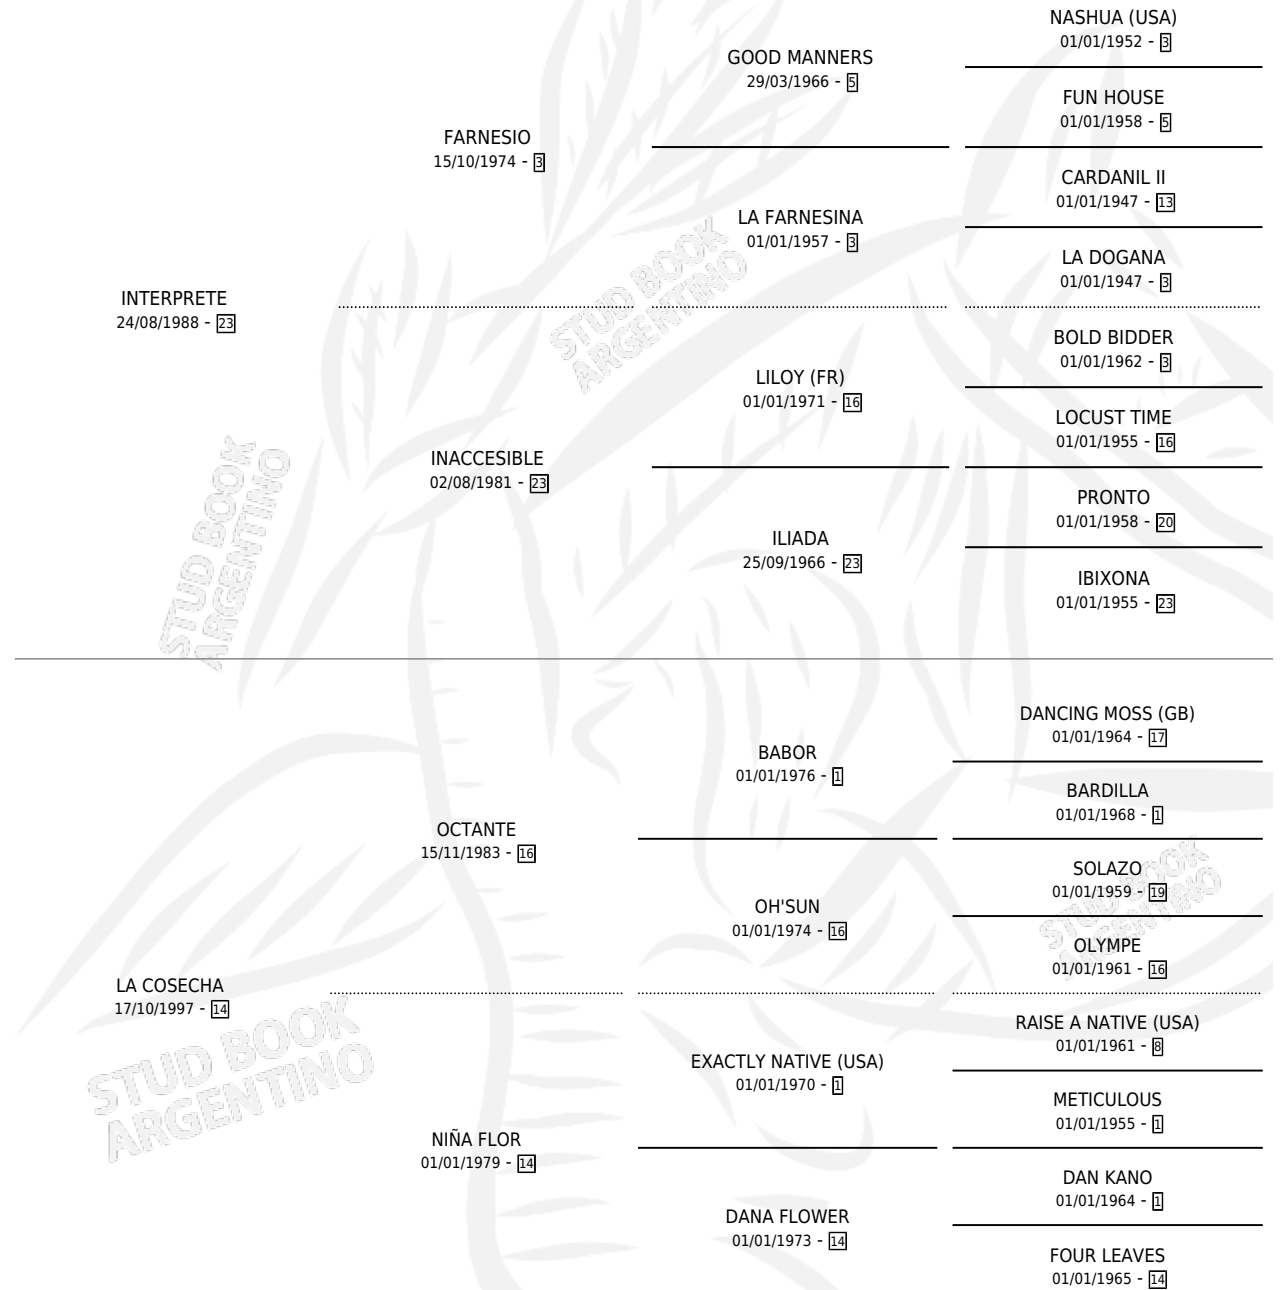 NASHUA (USA)
01/01/1952 - 3
GOOD MANNERS
29/03/1966 - 5
FUN HOUSE
01/01/1958 - 5
FARNESIO
15/10/1974 - 3
CARDANIL II
01/01/1947 - 13
LA FARNESINA
01/01/1957 - 3
LA DOGANA
01/01/1947 - 3
INTERPRETE
24/08/1988 - 23
BOLD BIDDER
01/01/1962 - 3
LILOY (FR)
01/01/1971 - 16
LOCUST TIME
01/01/1955 - 16
INACCESIBLE
02/08/1981 - 23
PRONTO
01/01/1958 - 20
ILIADA
25/09/1966 - 23
IBIXONA
01/01/1955 - 23
STUD BOOK
ARGENTINO
STUD BOOK
ARGENTINO
DANCING MOSS (GB)
01/01/1964 - 17
BABOR
01/01/1976 - 1
BARDILLA
01/01/1968 - 1
OCTANTE
15/11/1983 - 16
SOLAZO
01/01/1959 - 19
OH'SUN
01/01/1974 - 16
OLYMPE
01/01/1961 - 16
STUD BOOK
ARGENTINO
LA COSECHA
17/10/1997 - 14
RAISE A NATIVE (USA)
01/01/1961 - 8
EXACTLY NATIVE (USA)
01/01/1970 - 1
METICULOUS
01/01/1955 - 1
STUD BOOK
ARGENTINO
NIÑA FLOR
01/01/1979 - 14
DAN KANO
01/01/1964 - 1
DANA FLOWER
01/01/1973 - 14
FOUR LEAVES
01/01/1965 - 14